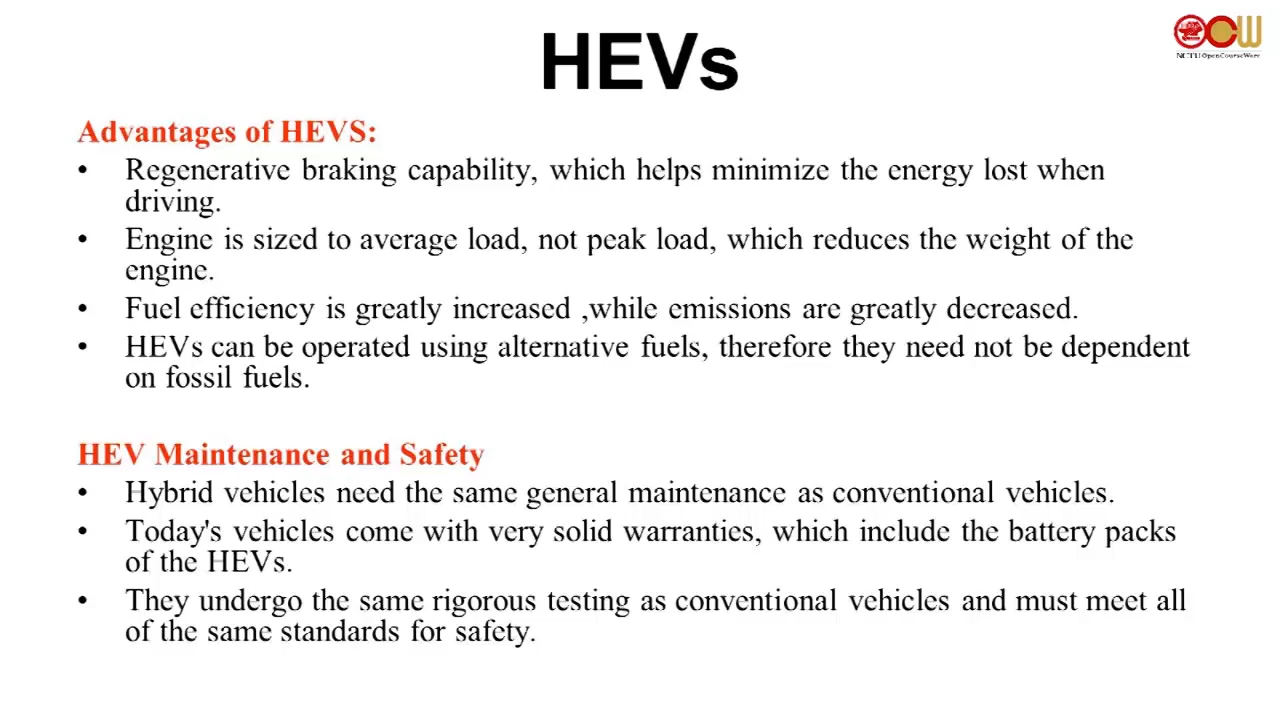 HEVs
OCW
NCTU OpenCourseWare
Advantages of HEVS:
• Regenerative braking capability, which helps minimize the energy lost when
driving.
• Engine is sized to average load, not peak load, which reduces the weight of the
engine.
• Fuel efficiency is greatly increased ,while emissions are greatly decreased.
• HEVs can be operated using alternative fuels, therefore they need not be dependent
on fossil fuels.
HEV Maintenance and Safety
• Hybrid vehicles need the same general maintenance as conventional vehicles.
• Today's vehicles come with very solid warranties, which include the battery packs
of the HEVs.
• They undergo the same rigorous testing as conventional vehicles and must meet all
of the same standards for safety.